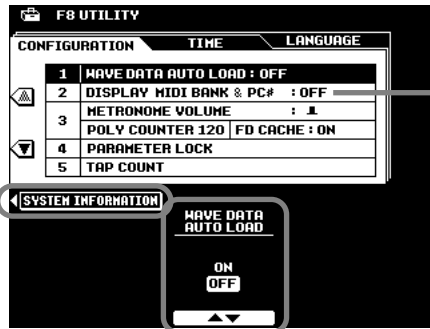 F8 UTILITY
CONFIGURATION TIME LANGUAGE
1 WAVE DATA AUTO LOAD : OFF
2 DISPLAY MIDI BANK & PC# : OFF
3 METRONOME VOLUME :
POLY COUNTER 120 FD CACHE : ON
4 PARAMETER LOCK
5 TAP COUNT
SYSTEM INFORMATION
WAVE DATA
AUTO LOAD
ON
OFF